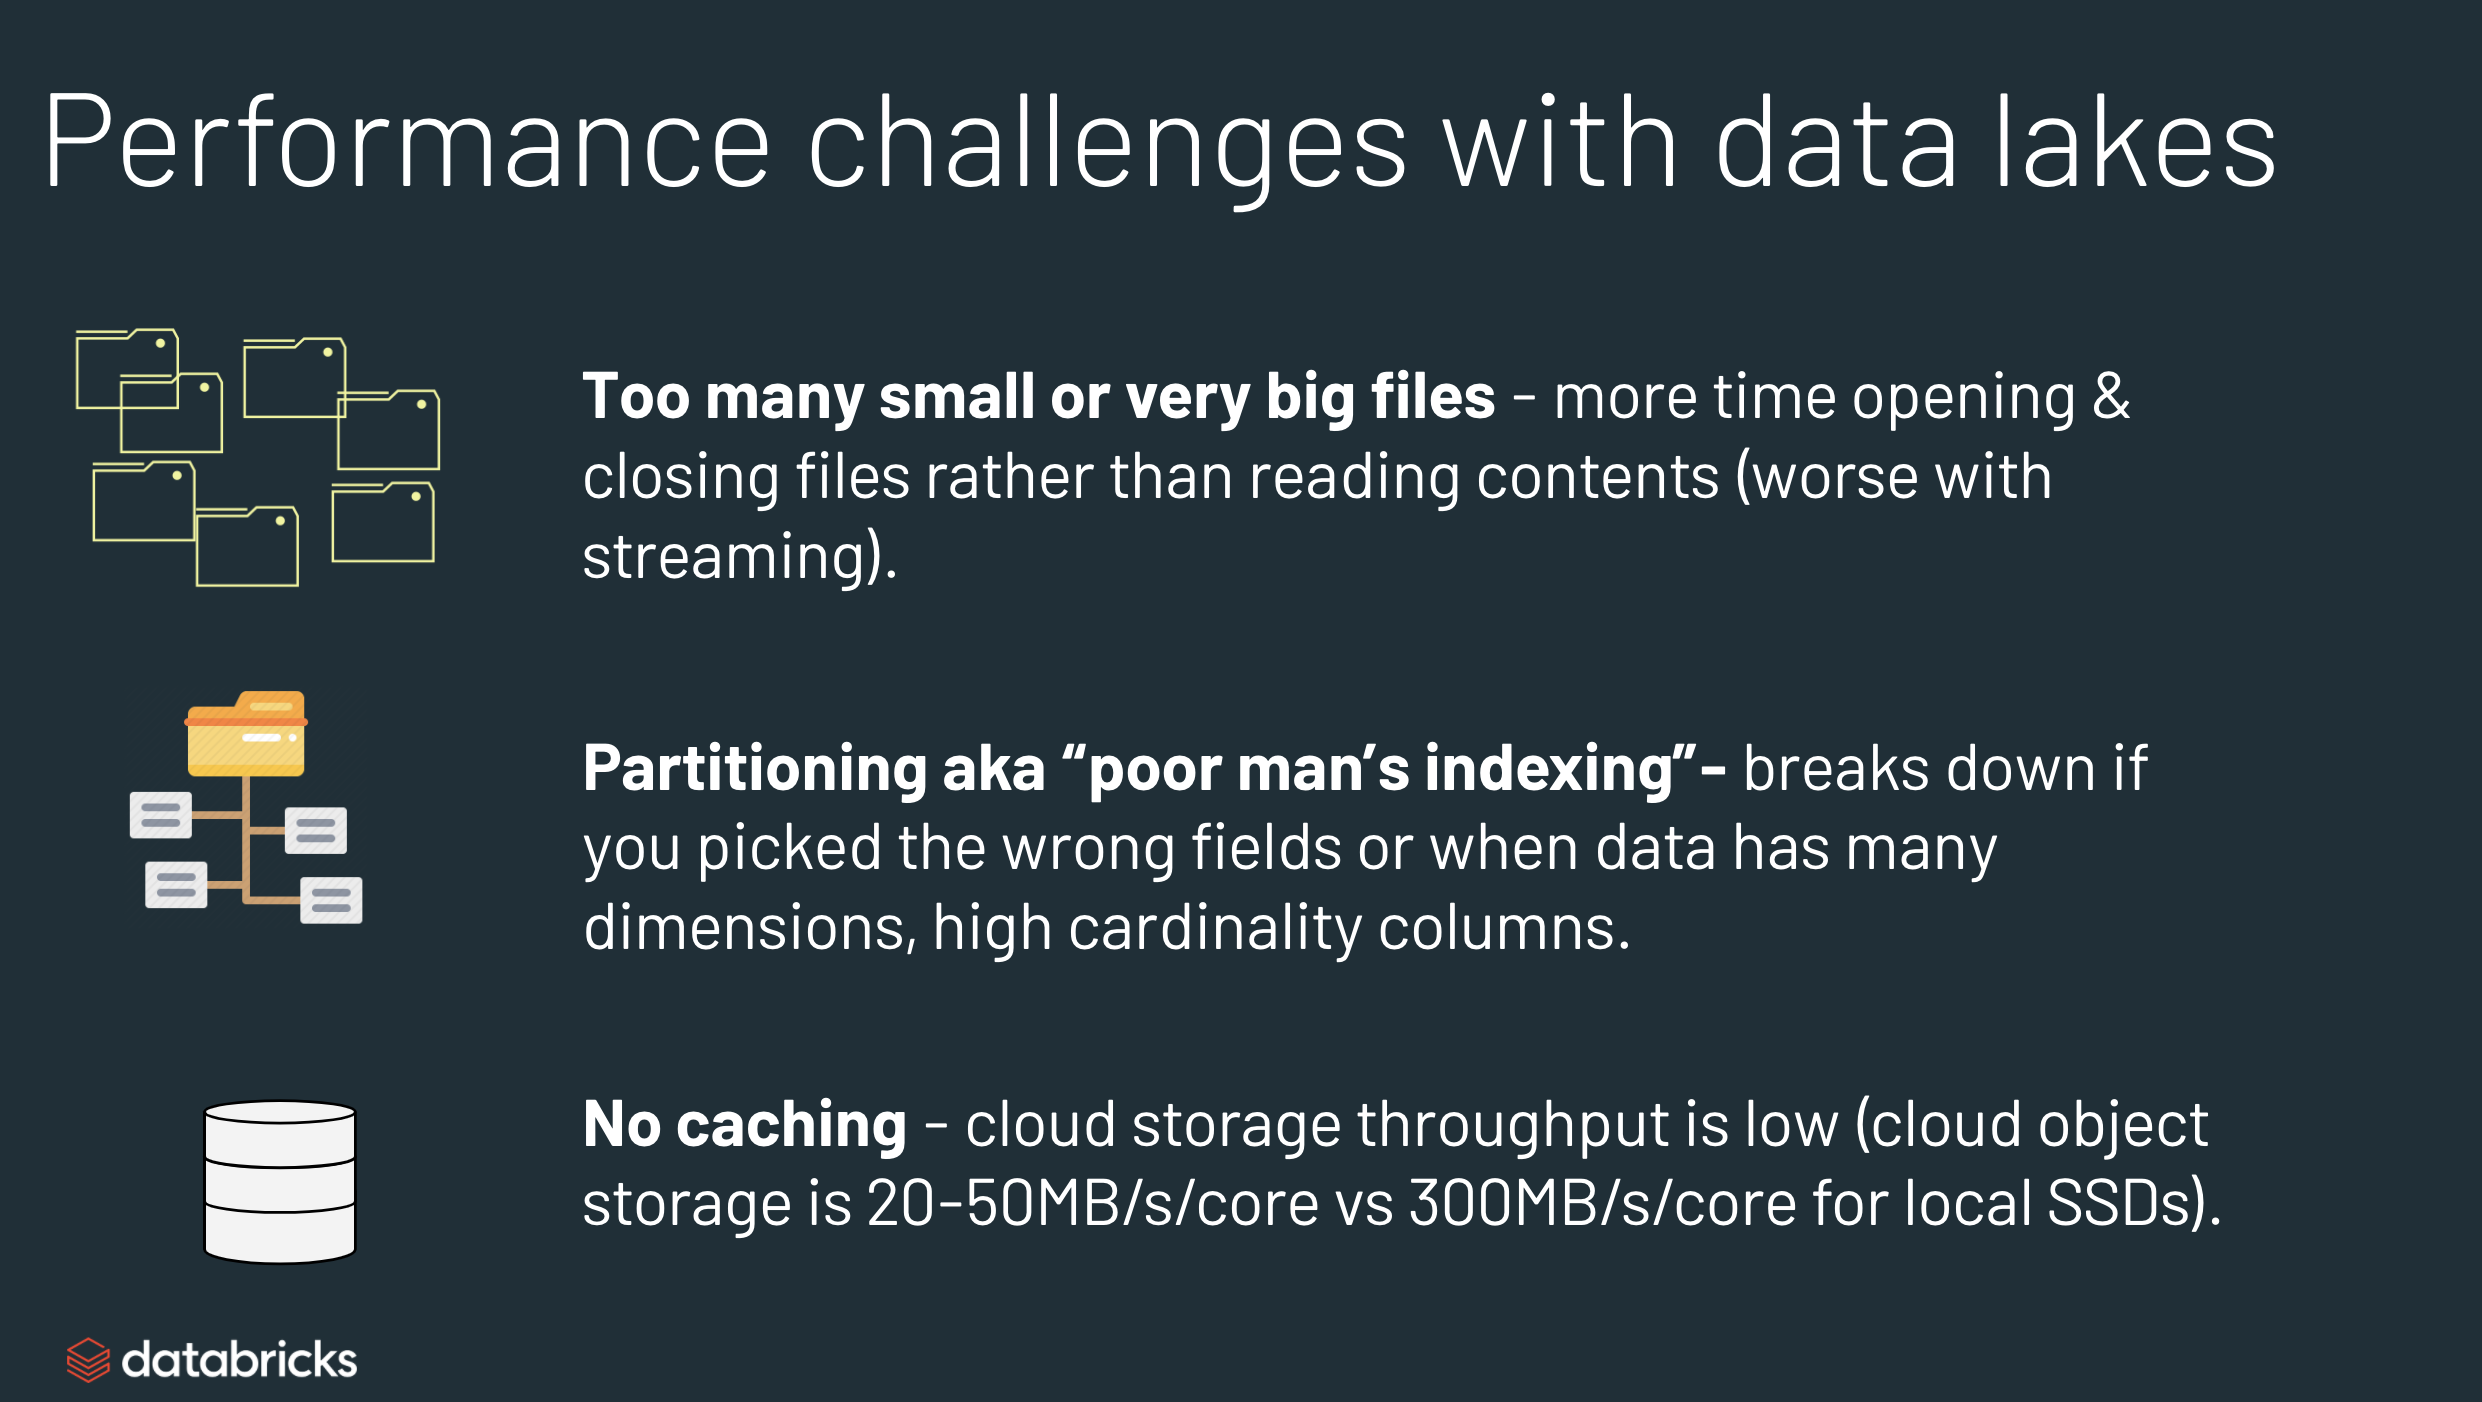 Performance challenges with data lakes
Too many small or very big files - more time opening &
closing files rather than reading contents (worse with
streaming).
Partitioning aka “poor man’s indexing”- breaks down if
you picked the wrong fields or when data has many
dimensions, high cardinality columns.
No caching - cloud storage throughput is low (cloud object
storage is 20-50MB/s/core vs 300MB/s/core for local SSDs).
databricks